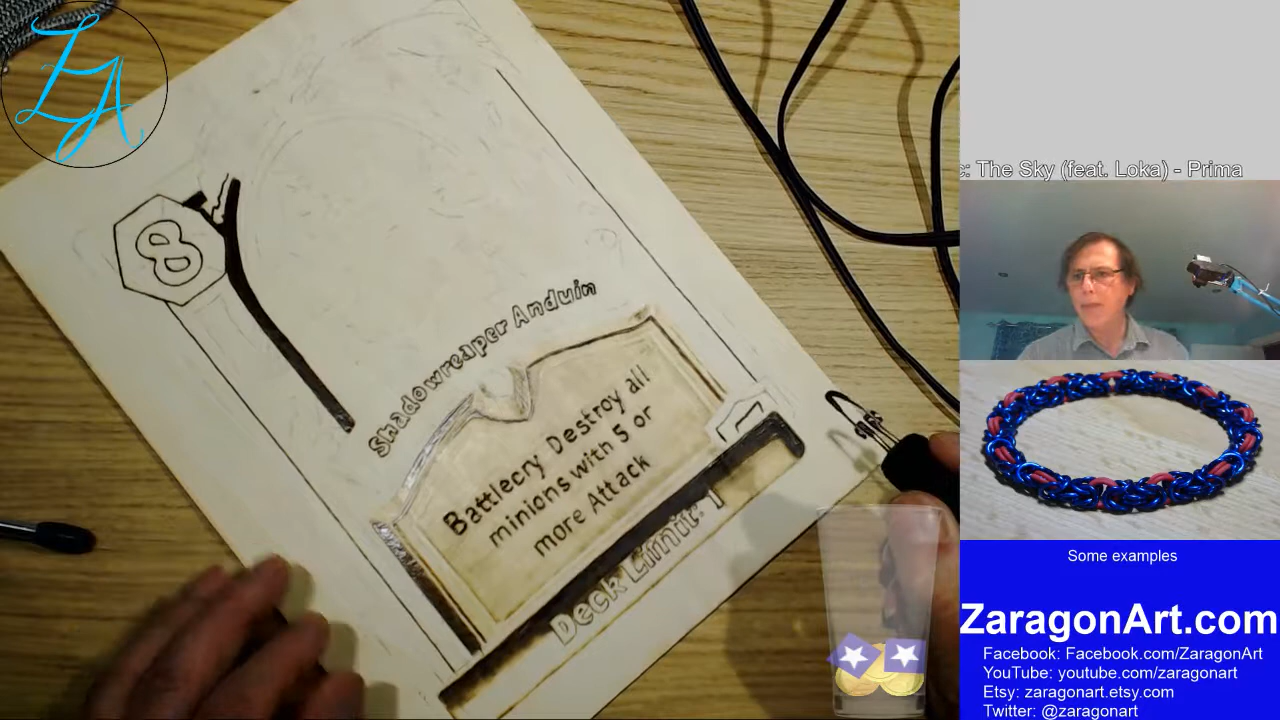 ZA
8
Shadowreaper Anduin
Battlecry Destroy all
minions with 5 or
more Attack
Deck Limit: 1
c: The Sky (feat. Loka) - Prima
Some examples
ZaragonArt.com
Facebook: Facebook.com/ZaragonArt
YouTube: youtube.com/zaragonart
Etsy: zaragonart.etsy.com
Twitter: @zaragonart